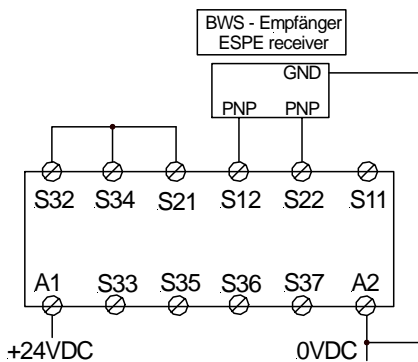 BWS - Empfänger
ESPE receiver
GND
PNP PNP
S32 S34 S21 S12 S22 S11
A1 S33 S35 S36 S37 A2
+24VDC 0VDC